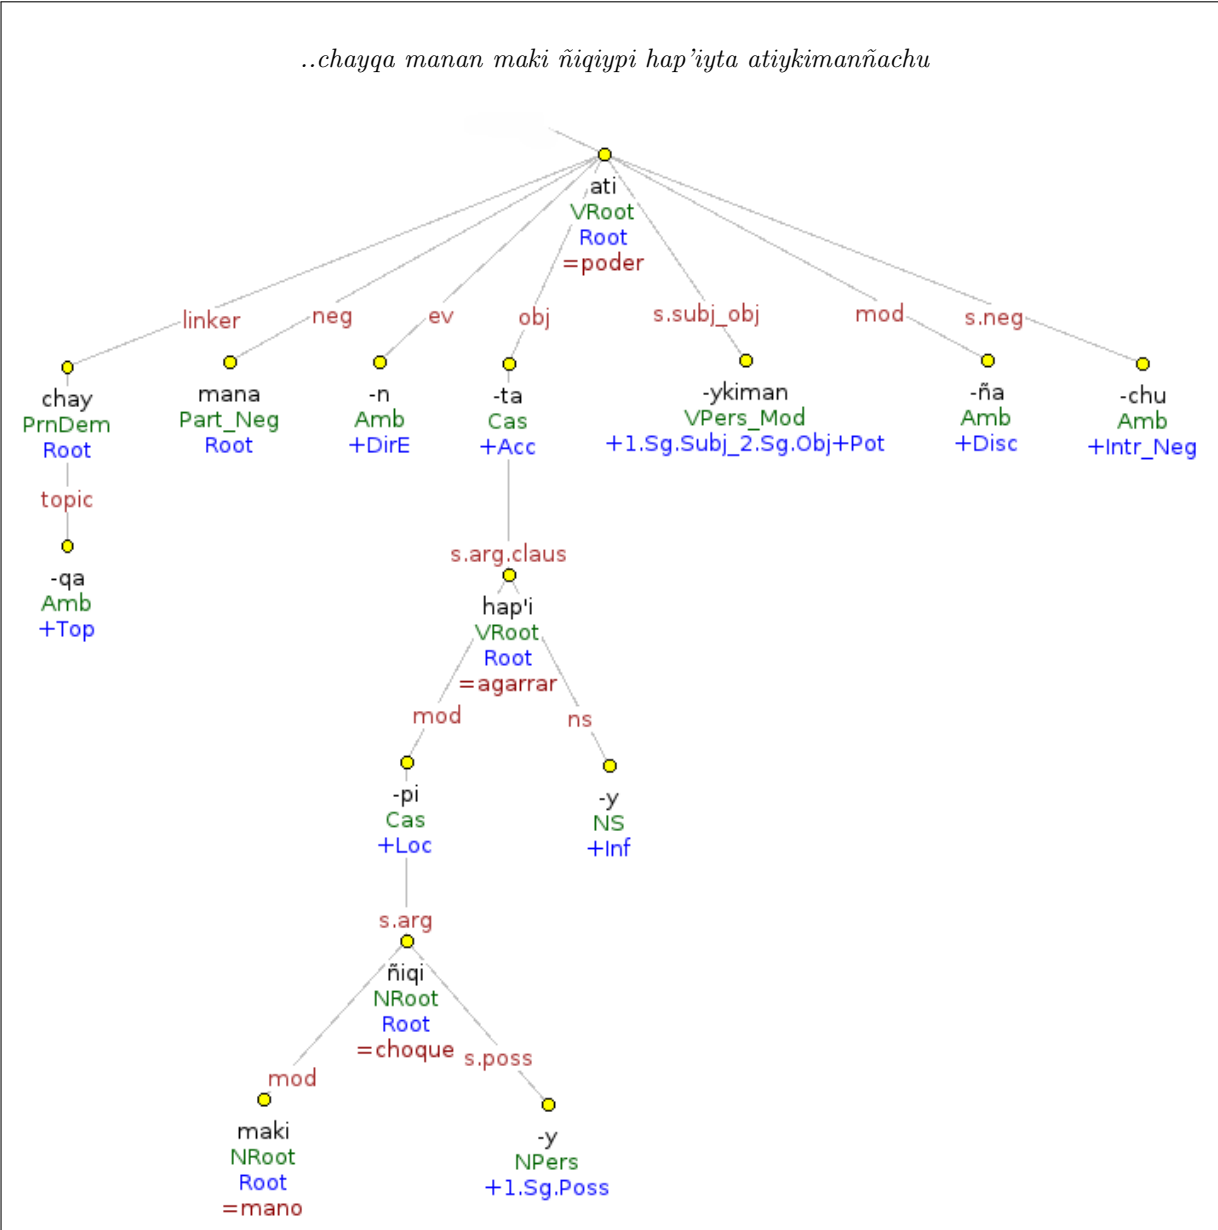 ..chayqa manan maki ñiqiypi hap'iyta atiykimanñachu
ati
VRoot
Root
=poder
linker neg ev obj s.subj_obj mod s.neg
chay mana -n -ta -ykiman -ña -chu
PrnDem Part_Neg Amb Cas VPers_Mod Amb Amb
Root Root +DirE +Acc +1.Sg.Subj_2.Sg.Obj+Pot +Disc +Intr_Neg
topic
-qa
Amb
+Top
s.arg.claus
hap'i
VRoot
Root
=agarrar
mod ns
-pi -y
Cas NS
+Loc +Inf
s.arg
ñiqi
NRoot
Root
=choque
mod s.poss
maki -y
NRoot NPers
Root +1.Sg.Poss
=mano